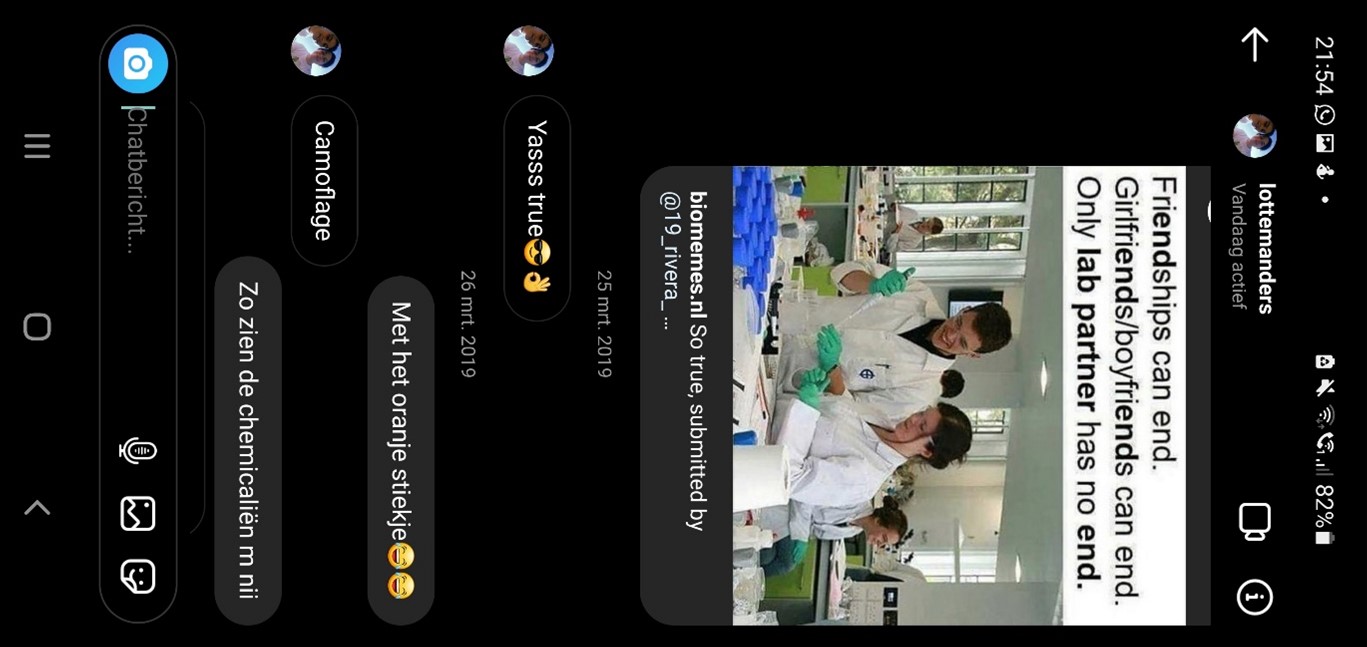 21:54
82%
lottemanders
Vandaag actief
Friendships can end.
Girlfriends/boyfriends can end.
Only lab partner has no end.
biomemes.nl So true, submitted by
@19_rivera_ ...
25 mrt. 2019
Yasss true😎👌
26 mrt. 2019
Met het oranje stiekje😂😂
Camoflage
Zo zien de chemicaliën m nii
Chatbericht...